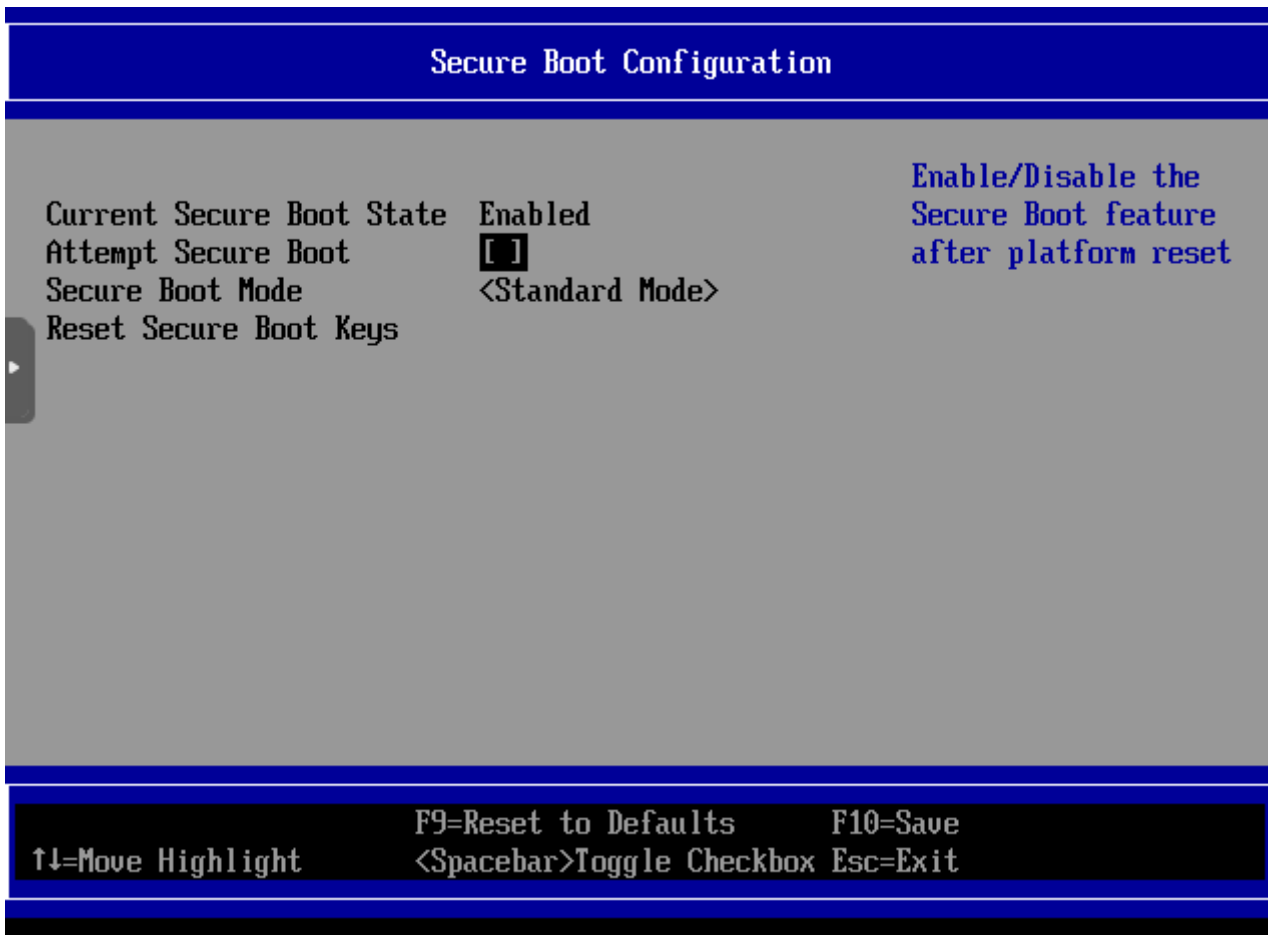 Secure Boot Configuration
Enable/Disable the
Current Secure Boot State Enabled Secure Boot feature
Attempt Secure Boot [ ] after platform reset
Secure Boot Mode <Standard Mode>
Reset Secure Boot Keys
F9=Reset to Defaults F10=Save
↑↓=Move Highlight <Spacebar>Toggle Checkbox Esc=Exit